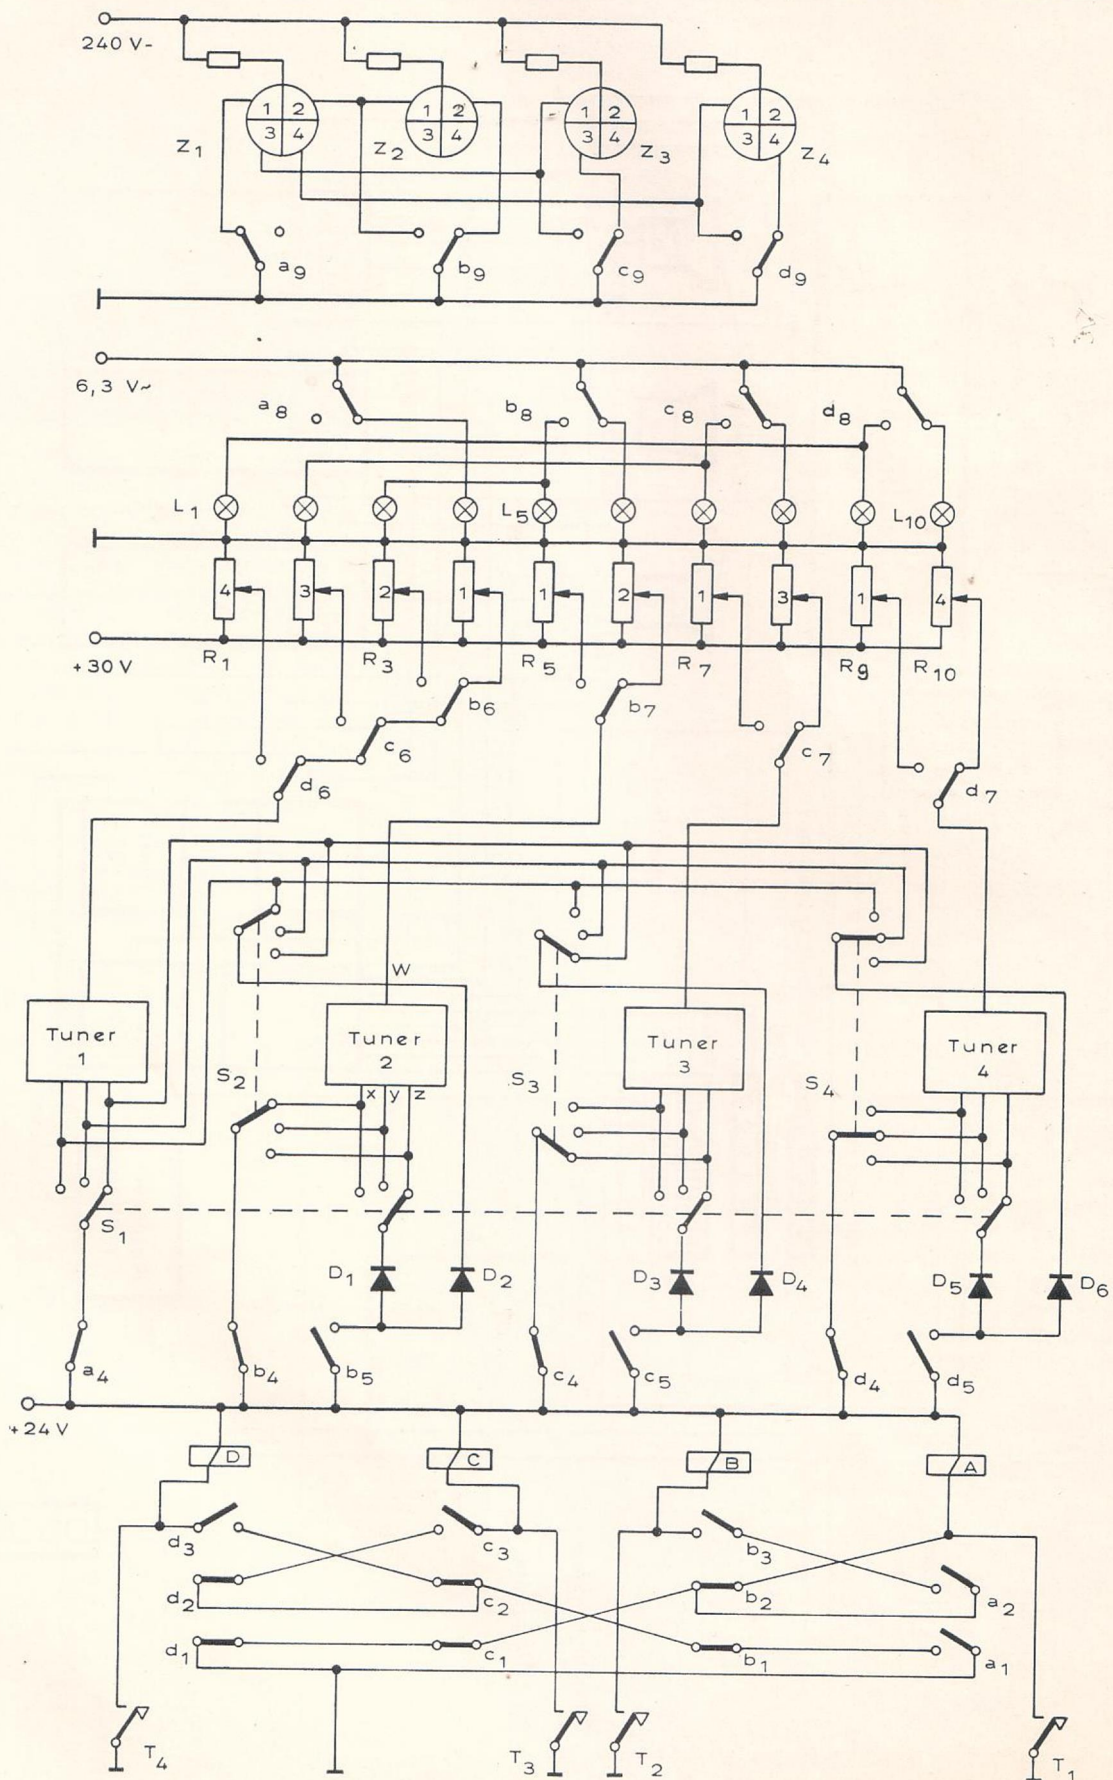 240 V-
1 2
3 4
1 2
3 4
1 2
3 4
1 2
3 4
Z1
Z2
Z3
Z4
a9
b9
c9
d9
6,3 V~
a8
b8
c8
d8
L1
L5
L10
4
3
2
1
1
2
1
3
1
4
+30 V
R1
R3
R5
R7
R9
R10
b6
b7
c6
c7
d6
d7
W
Tuner
1
Tuner
2
Tuner
3
Tuner
4
x y z
S2
S3
S4
S1
D1
D2
D3
D4
D5
D6
a4
b4
b5
c4
c5
d4
d5
+24 V
D
C
B
A
d3
c3
b3
d2
c2
b2
a2
d1
c1
b1
a1
T4
T3
T2
T1